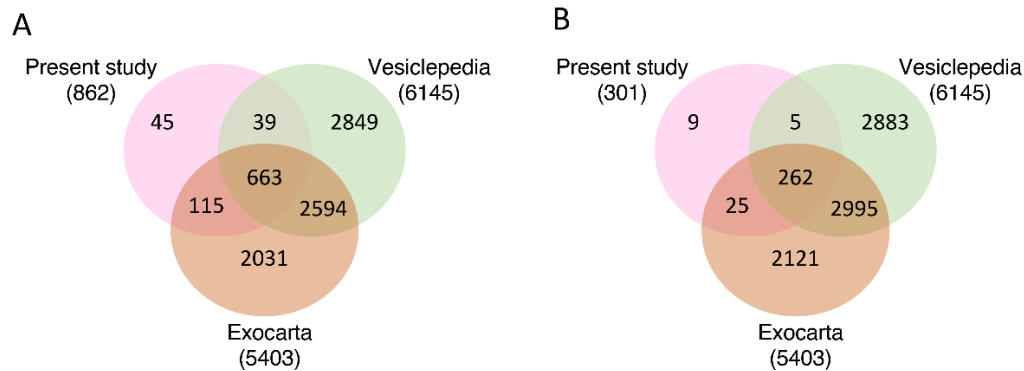 A
Present study
(862)
Vesiclepedia
(6145)
45
39
2849
663
115
2594
2031
Exocarta
(5403)
B
Present study
(301)
Vesiclepedia
(6145)
9
5
2883
262
25
2995
2121
Exocarta
(5403)